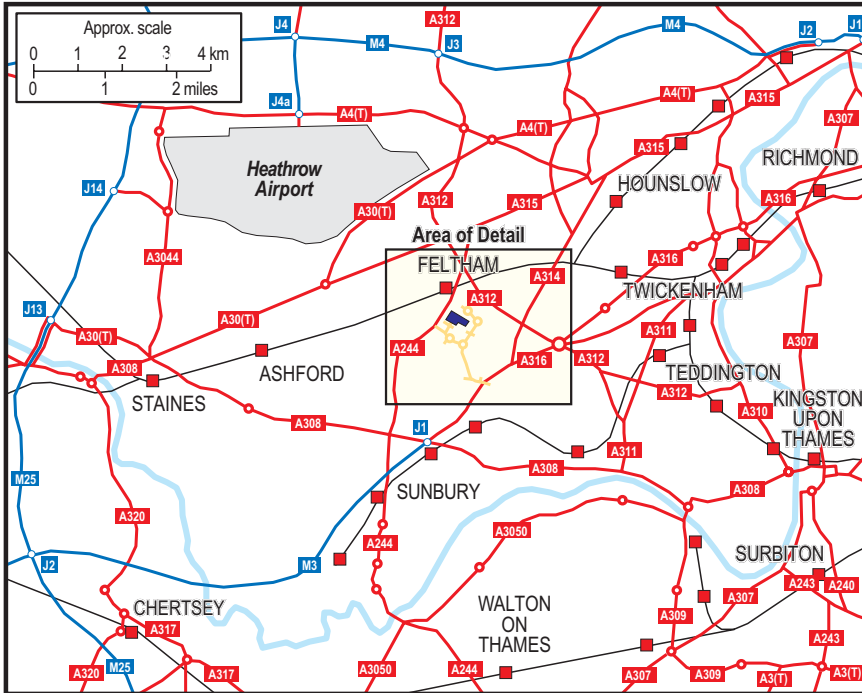 Approx. scale
0 1 2 3 4 km
0 1 2 miles
J4
A312
M4
J3
M4
J2
J1
J4a
A4(T)
A4(T)
A4(T)
A315
A307
Heathrow
Airport
A315
RICHMOND
J14
A312
A315
HOUNSLOW
A316
A30(T)
A3044
Area of Detail
FELTHAM
A314
A316
A312
TWICKENHAM
J13
A30(T)
A30(T)
A311
A307
A244
A316
A312
A308
ASHFORD
TEDDINGTON
STAINES
A312
KINGSTON
UPON
THAMES
A310
A308
J1
A311
A308
M25
SUNBURY
A308
A320
A3050
A244
J2
M3
SURBITON
A243
A240
A307
CHERTSEY
WALTON
ON
THAMES
A309
A317
A243
A320
M25
A317
A3050
A244
A307
A309
A3(T)
A3(T)